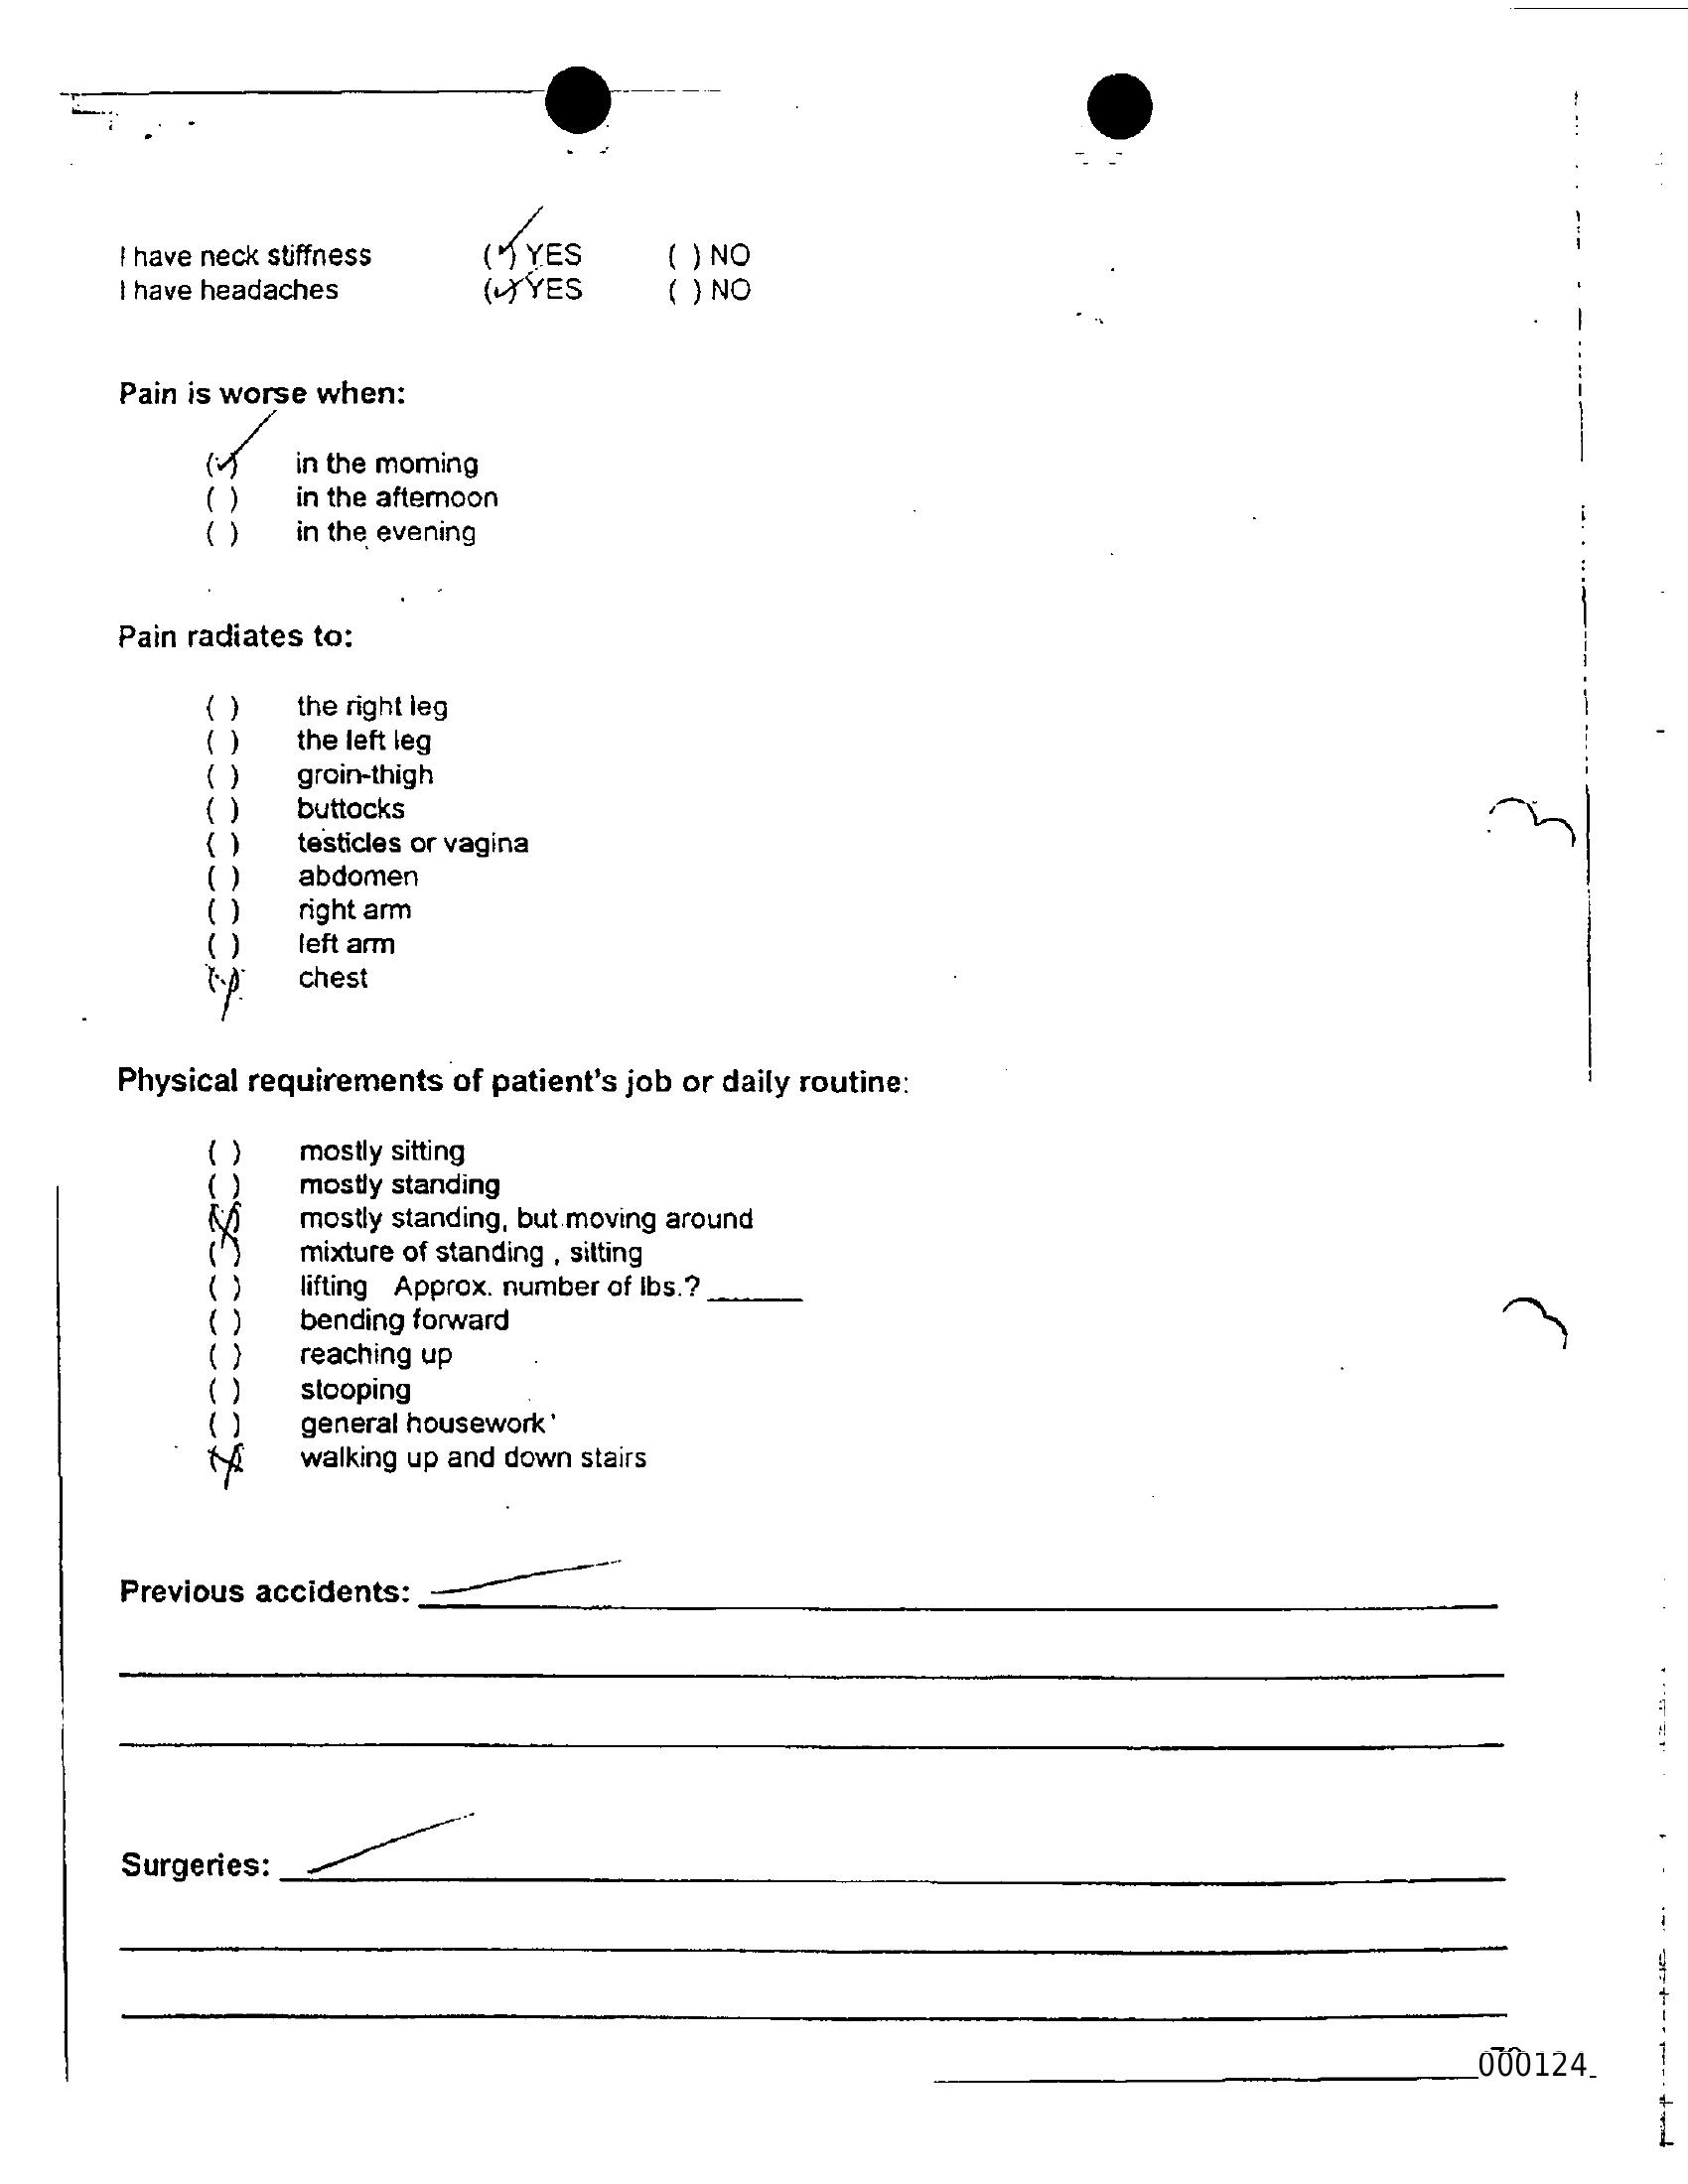 I have neck stiffness (✓) YES ( ) NO
I have headaches (✓) YES ( ) NO
Pain is worse when:
(✓) in the morning
( ) in the afternoon
( ) in the evening
Pain radiates to:
( ) the right leg
( ) the left leg
( ) groin-thigh
( ) buttocks
( ) testicles or vagina
( ) abdomen
( ) right arm
( ) left arm
(✓) chest
Physical requirements of patient's job or daily routine:
( ) mostly sitting
( ) mostly standing
(✓) mostly standing, but moving around
( ) mixture of standing , sitting
( ) lifting Approx. number of lbs.? ______
( ) bending forward
( ) reaching up
( ) stooping
( ) general housework
(✓) walking up and down stairs
Previous accidents:
Surgeries:
000124